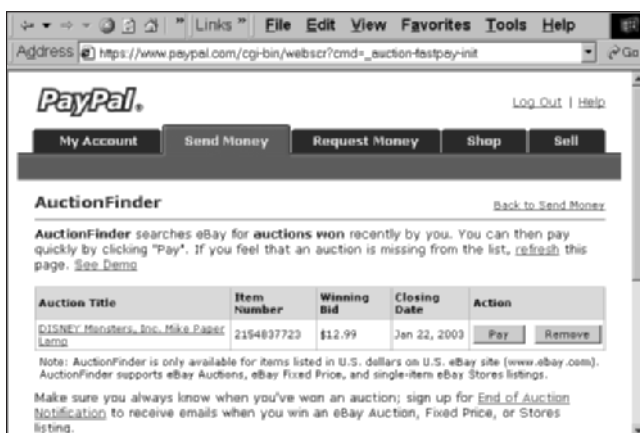 " Links " File Edit View Favorites Tools Help
Address https://www.paypal.com/cgi-bin/webscr?cmd=_auction-fastpay-init Go
PayPal.
Log Out | Help
My Account Send Money Request Money Shop Sell
AuctionFinder Back to Send Money
AuctionFinder searches eBay for auctions won recently by you. You can then pay
quickly by clicking "Pay". If you feel that an auction is missing from the list, refresh this
page. See Demo
Auction Title Item Number Winning Bid Closing Date Action
DISNEY Monsters, Inc. Mike Paper
Lamp 2154837723 $12.99 Jan 22, 2003 Pay Remove
Note: AuctionFinder is only available for items listed in U.S. dollars on U.S. eBay site (www.ebay.com).
AuctionFinder supports eBay Auctions, eBay Fixed Price, and single-item eBay Stores listings.
Make sure you always know when you've won an auction; sign up for End of Auction
Notification to receive emails when you win an eBay Auction, Fixed Price, or Stores
listing.